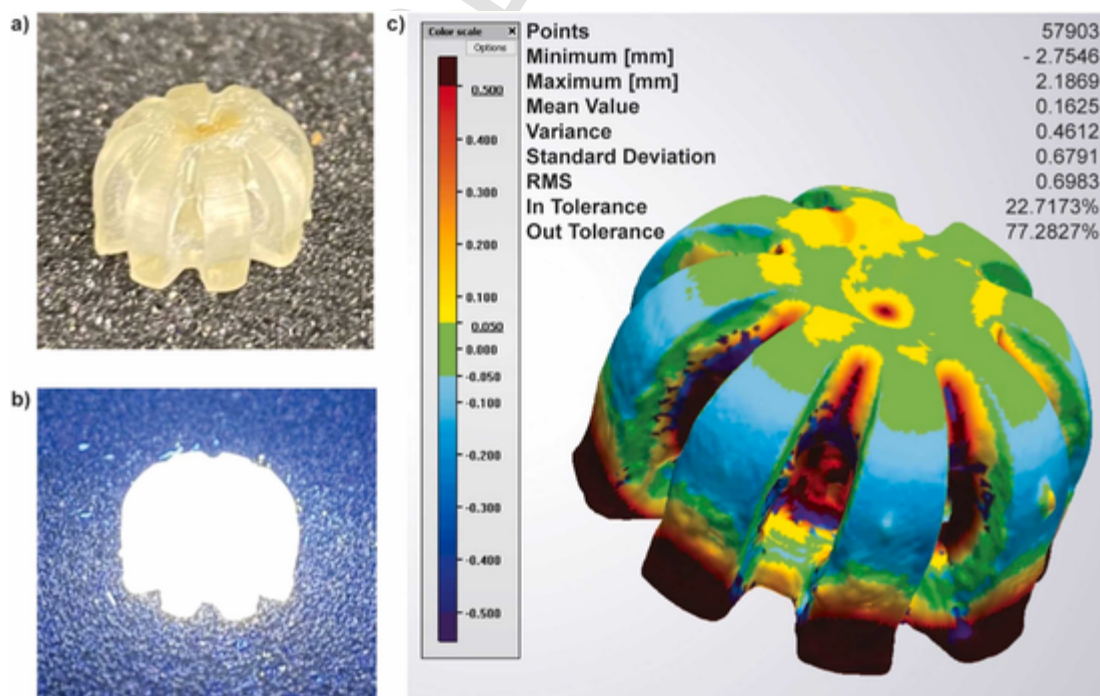 a)
b)
c)
Color scale
Options
0.500
0.400
0.300
0.200
0.100
0.050
0.000
-0.050
-0.100
-0.200
-0.300
-0.400
-0.500
Points 57903
Minimum [mm] - 2.7546
Maximum [mm] 2.1869
Mean Value 0.1625
Variance 0.4612
Standard Deviation 0.6791
RMS 0.6983
In Tolerance 22.7173%
Out Tolerance 77.2827%